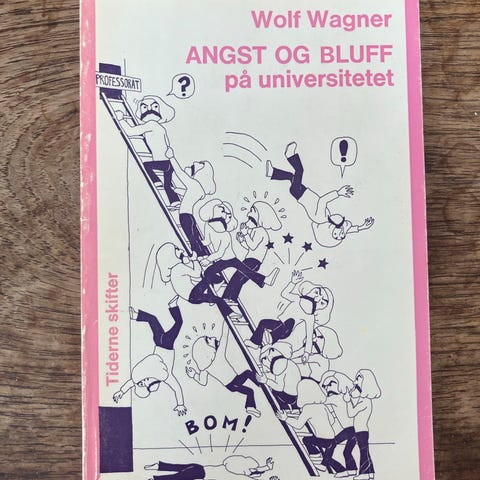 Wolf Wagner
ANGST OG BLUFF
på universitetet
PROFESSORAT
?
!
Tiderne skifter
BOM!